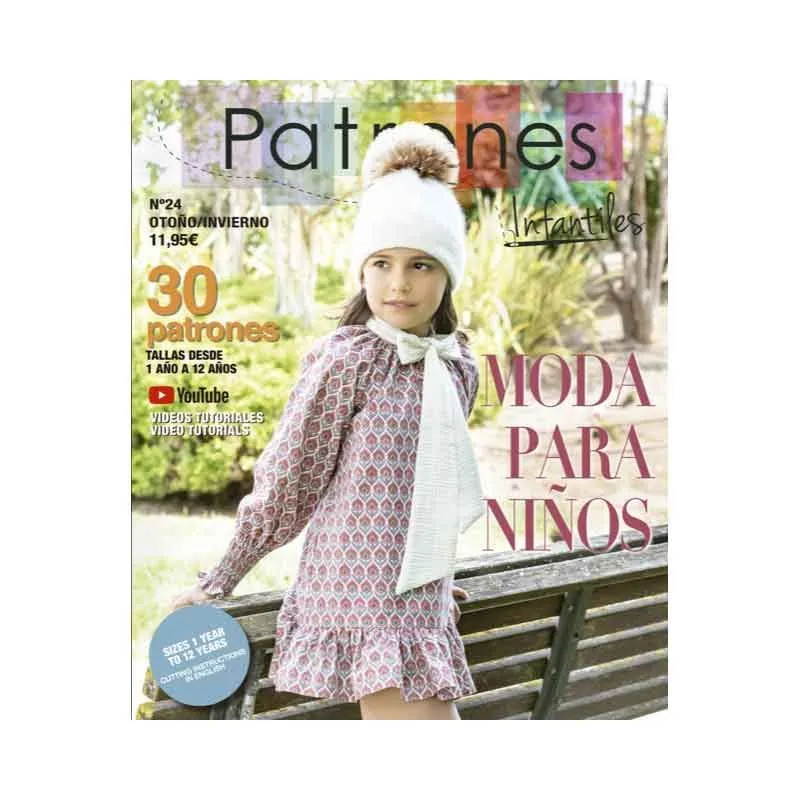 Patrones
Infantiles
Nº24
OTOÑO/INVIERNO
11,95€
30
patrones
TALLAS DESDE
1 AÑO A 12 AÑOS
YouTube
VIDEOS TUTORIALES
VIDEO TUTORIALS
MODA
PARA
NIÑOS
SIZES 1 YEAR
TO 12 YEARS
CUTTING INSTRUCTIONS
IN ENGLISH